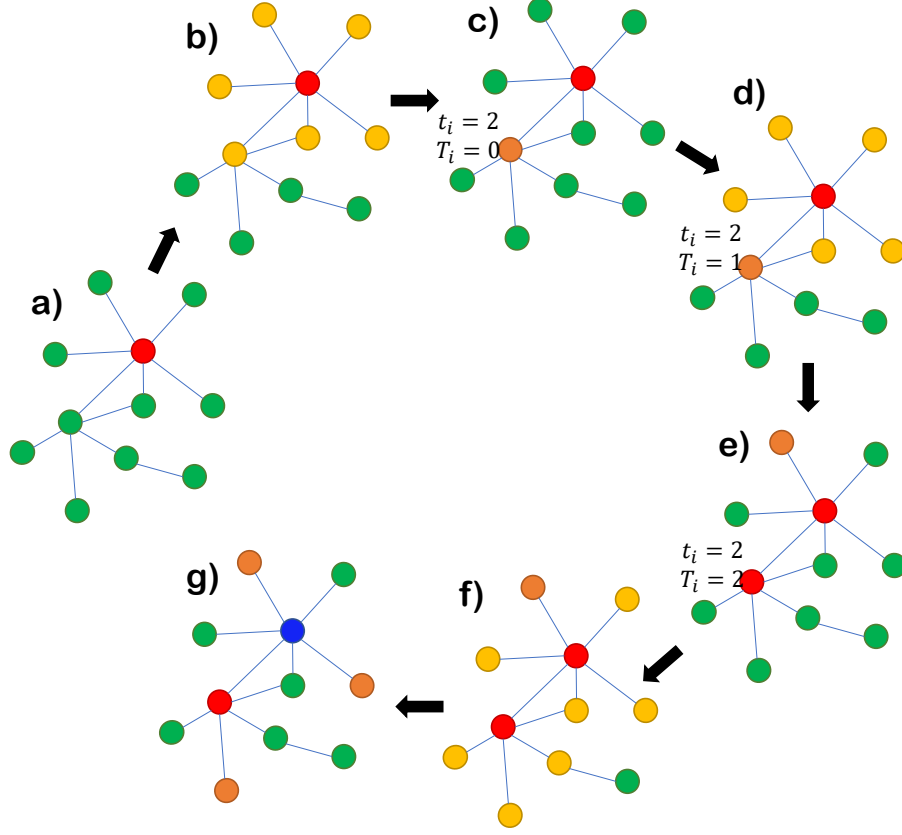 b)
c)
d)
t_i = 2
T_i = 0
t_i = 2
T_i = 1
a)
e)
t_i = 2
T_i = 2
g)
f)